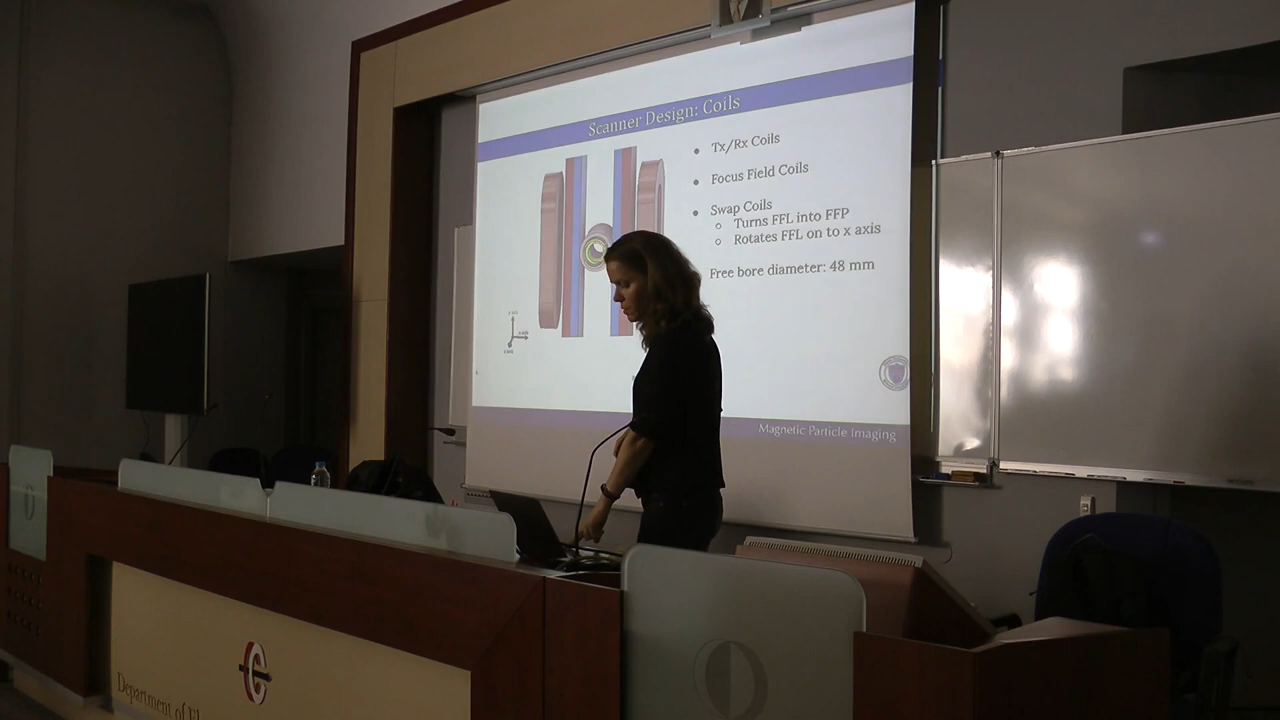 Scanner Design: Coils
Tx/Rx Coils
Focus Field Coils
Swap Coils
Turns FFL into FFP
Rotates FFL on to x axis
Free bore diameter: 48 mm
Magnetic Particle Imaging
Department of